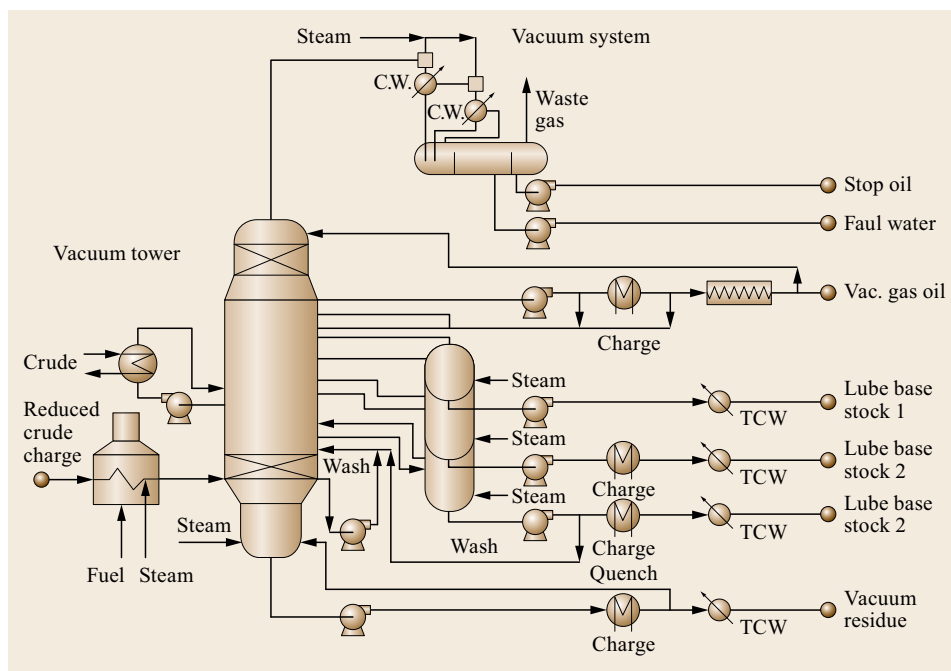 Steam
Vacuum system
C.W.
C.W.
Waste
gas
Stop oil
Faul water
Vacuum tower
Vac. gas oil
Charge
Crude
Steam
Reduced
crude
charge
Lube base
stock 1
TCW
Steam
Wash
Lube base
stock 2
Charge
TCW
Steam
Lube base
stock 2
Steam
Wash
Charge
TCW
Fuel
Steam
Quench
Vacuum
residue
Charge
TCW